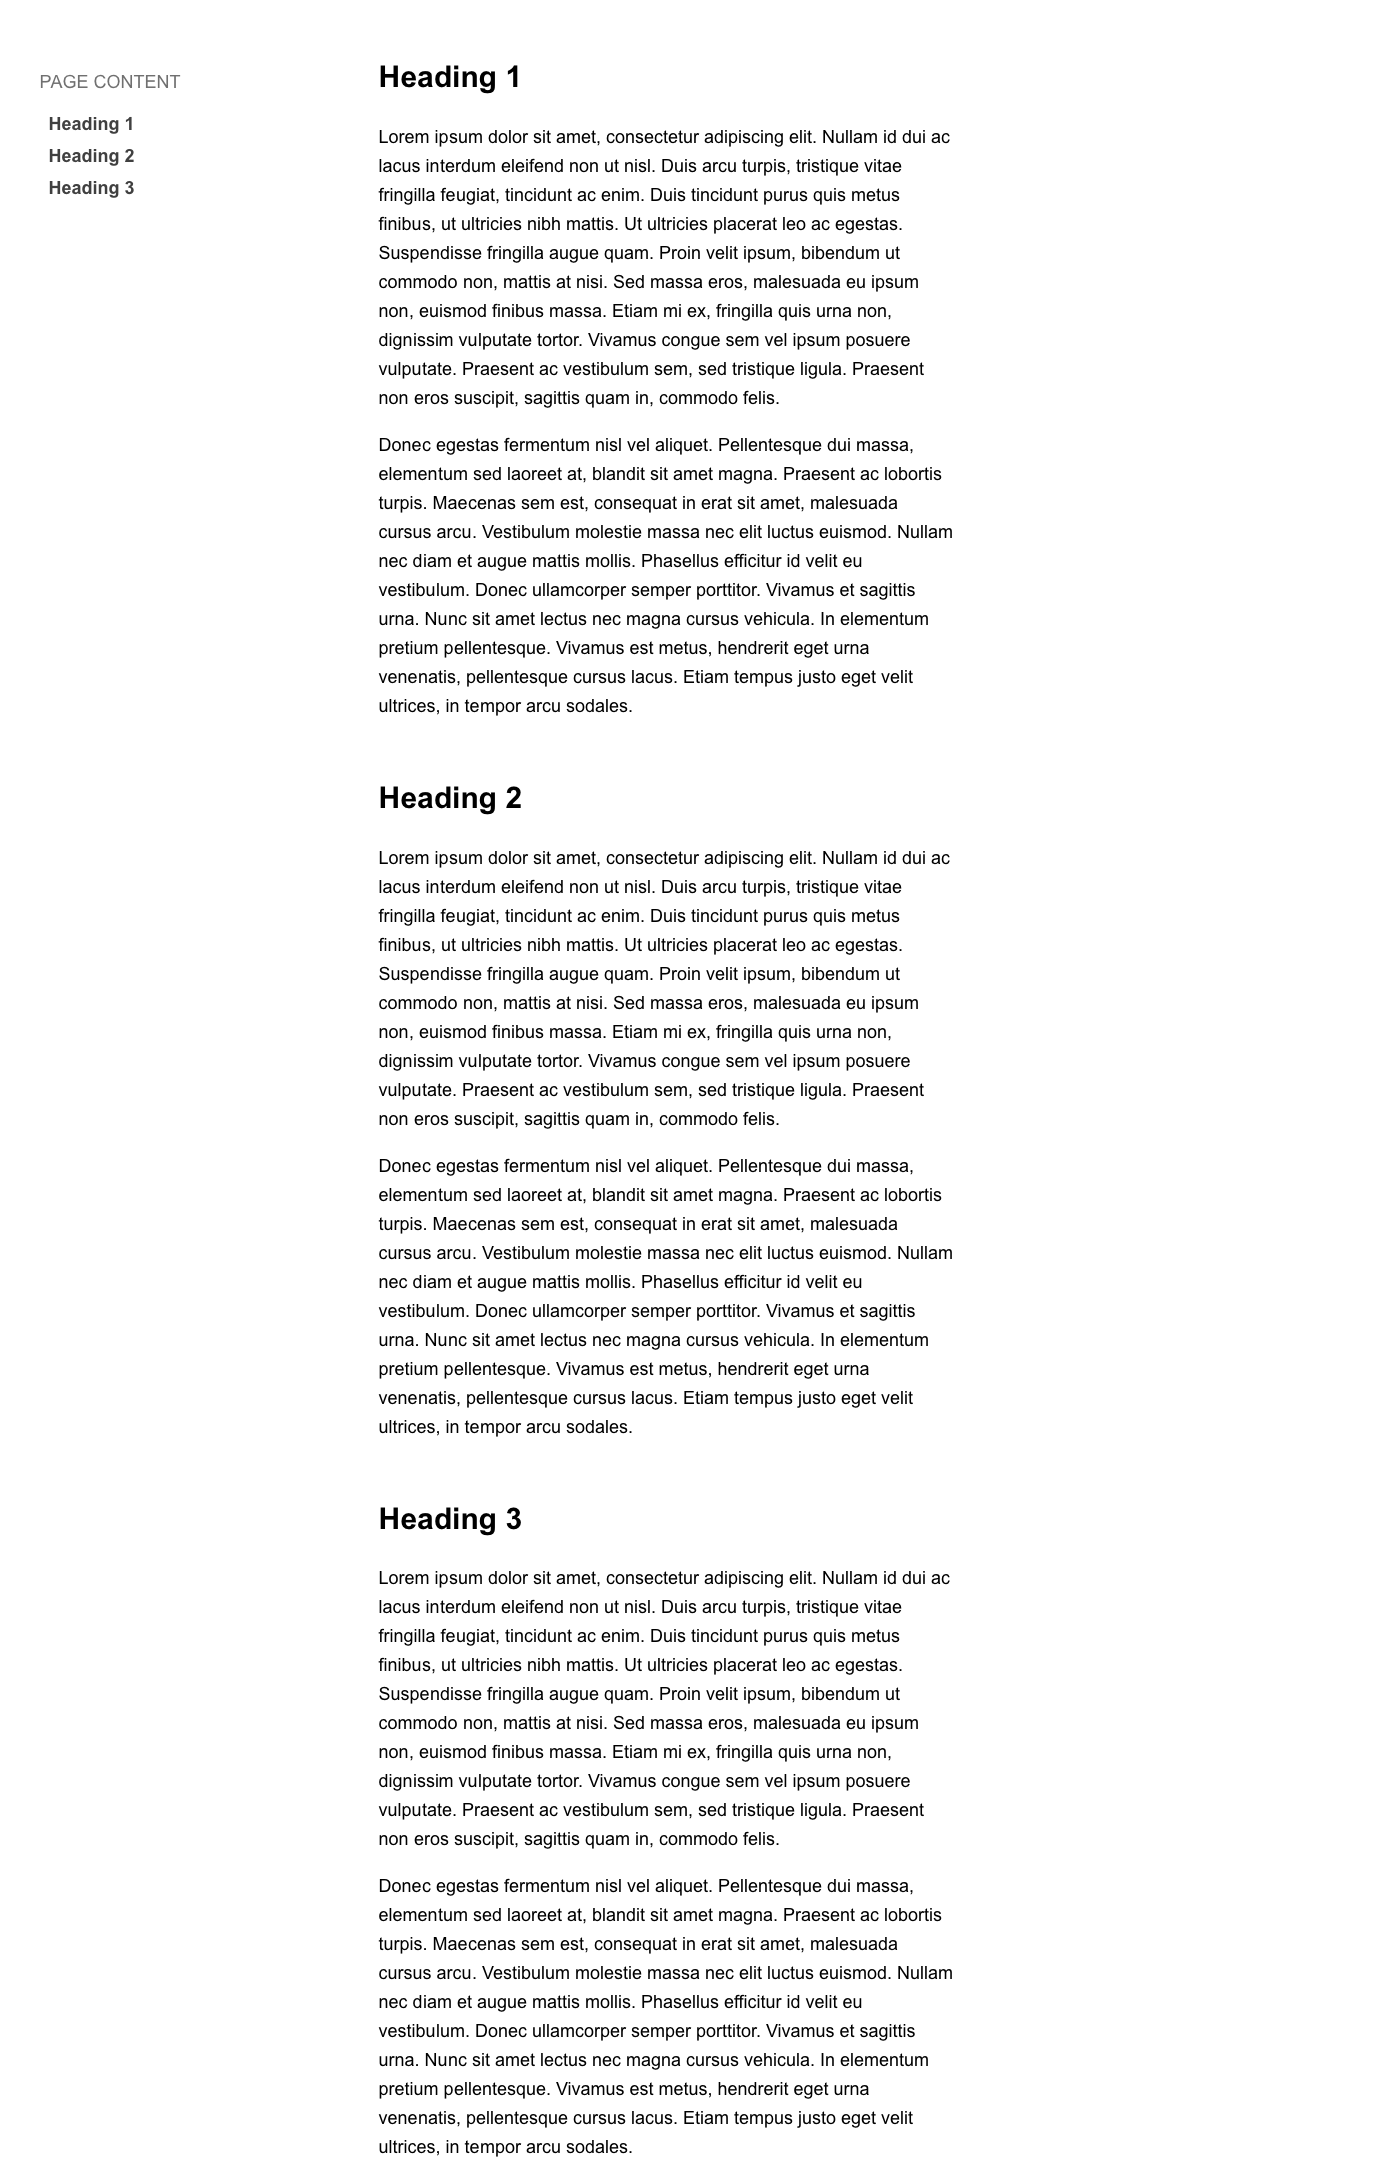 PAGE CONTENT
Heading 1
Heading 2
Heading 3
Heading 1
Lorem ipsum dolor sit amet, consectetur adipiscing elit. Nullam id dui ac
lacus interdum eleifend non ut nisl. Duis arcu turpis, tristique vitae
fringilla feugiat, tincidunt ac enim. Duis tincidunt purus quis metus
finibus, ut ultricies nibh mattis. Ut ultricies placerat leo ac egestas.
Suspendisse fringilla augue quam. Proin velit ipsum, bibendum ut
commodo non, mattis at nisi. Sed massa eros, malesuada eu ipsum
non, euismod finibus massa. Etiam mi ex, fringilla quis urna non,
dignissim vulputate tortor. Vivamus congue sem vel ipsum posuere
vulputate. Praesent ac vestibulum sem, sed tristique ligula. Praesent
non eros suscipit, sagittis quam in, commodo felis.
Donec egestas fermentum nisl vel aliquet. Pellentesque dui massa,
elementum sed laoreet at, blandit sit amet magna. Praesent ac lobortis
turpis. Maecenas sem est, consequat in erat sit amet, malesuada
cursus arcu. Vestibulum molestie massa nec elit luctus euismod. Nullam
nec diam et augue mattis mollis. Phasellus efficitur id velit eu
vestibulum. Donec ullamcorper semper porttitor. Vivamus et sagittis
urna. Nunc sit amet lectus nec magna cursus vehicula. In elementum
pretium pellentesque. Vivamus est metus, hendrerit eget urna
venenatis, pellentesque cursus lacus. Etiam tempus justo eget velit
ultrices, in tempor arcu sodales.
Heading 2
Lorem ipsum dolor sit amet, consectetur adipiscing elit. Nullam id dui ac
lacus interdum eleifend non ut nisl. Duis arcu turpis, tristique vitae
fringilla feugiat, tincidunt ac enim. Duis tincidunt purus quis metus
finibus, ut ultricies nibh mattis. Ut ultricies placerat leo ac egestas.
Suspendisse fringilla augue quam. Proin velit ipsum, bibendum ut
commodo non, mattis at nisi. Sed massa eros, malesuada eu ipsum
non, euismod finibus massa. Etiam mi ex, fringilla quis urna non,
dignissim vulputate tortor. Vivamus congue sem vel ipsum posuere
vulputate. Praesent ac vestibulum sem, sed tristique ligula. Praesent
non eros suscipit, sagittis quam in, commodo felis.
Donec egestas fermentum nisl vel aliquet. Pellentesque dui massa,
elementum sed laoreet at, blandit sit amet magna. Praesent ac lobortis
turpis. Maecenas sem est, consequat in erat sit amet, malesuada
cursus arcu. Vestibulum molestie massa nec elit luctus euismod. Nullam
nec diam et augue mattis mollis. Phasellus efficitur id velit eu
vestibulum. Donec ullamcorper semper porttitor. Vivamus et sagittis
urna. Nunc sit amet lectus nec magna cursus vehicula. In elementum
pretium pellentesque. Vivamus est metus, hendrerit eget urna
venenatis, pellentesque cursus lacus. Etiam tempus justo eget velit
ultrices, in tempor arcu sodales.
Heading 3
Lorem ipsum dolor sit amet, consectetur adipiscing elit. Nullam id dui ac
lacus interdum eleifend non ut nisl. Duis arcu turpis, tristique vitae
fringilla feugiat, tincidunt ac enim. Duis tincidunt purus quis metus
finibus, ut ultricies nibh mattis. Ut ultricies placerat leo ac egestas.
Suspendisse fringilla augue quam. Proin velit ipsum, bibendum ut
commodo non, mattis at nisi. Sed massa eros, malesuada eu ipsum
non, euismod finibus massa. Etiam mi ex, fringilla quis urna non,
dignissim vulputate tortor. Vivamus congue sem vel ipsum posuere
vulputate. Praesent ac vestibulum sem, sed tristique ligula. Praesent
non eros suscipit, sagittis quam in, commodo felis.
Donec egestas fermentum nisl vel aliquet. Pellentesque dui massa,
elementum sed laoreet at, blandit sit amet magna. Praesent ac lobortis
turpis. Maecenas sem est, consequat in erat sit amet, malesuada
cursus arcu. Vestibulum molestie massa nec elit luctus euismod. Nullam
nec diam et augue mattis mollis. Phasellus efficitur id velit eu
vestibulum. Donec ullamcorper semper porttitor. Vivamus et sagittis
urna. Nunc sit amet lectus nec magna cursus vehicula. In elementum
pretium pellentesque. Vivamus est metus, hendrerit eget urna
venenatis, pellentesque cursus lacus. Etiam tempus justo eget velit
ultrices, in tempor arcu sodales.